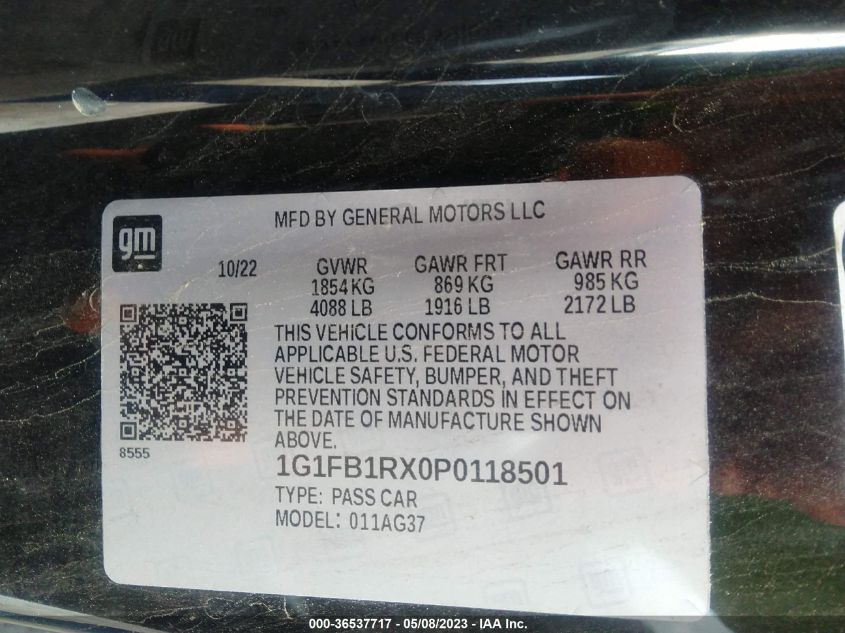 MFD BY GENERAL MOTORS LLC
gm
10/22 GVWR GAWR FRT GAWR RR
1854 KG 869 KG 985 KG
4088 LB 1916 LB 2172 LB
THIS VEHICLE CONFORMS TO ALL
APPLICABLE U.S. FEDERAL MOTOR
VEHICLE SAFETY, BUMPER, AND THEFT
PREVENTION STANDARDS IN EFFECT ON
THE DATE OF MANUFACTURE SHOWN
ABOVE.
8555
1G1FB1RX0P0118501
TYPE: PASS CAR
MODEL: 011AG37
000-36537717 - 05/08/2023 - IAA Inc.